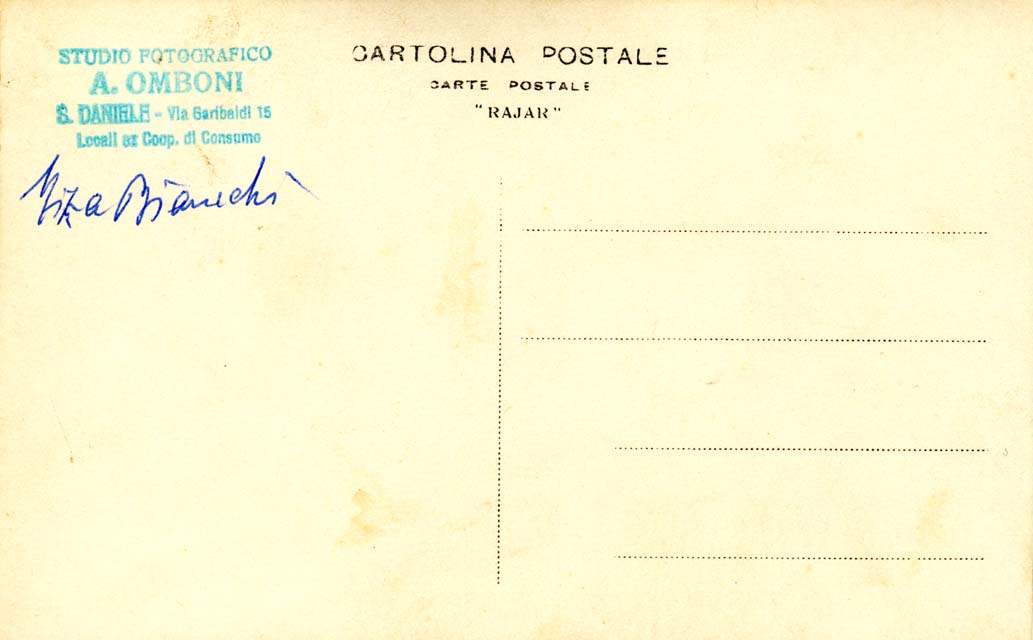 STUDIO FOTOGRAFICO
A. OMBONI
S. DANIELE - Via Garibaldi 15
Locali ex Coop. di Consumo
Bianchi
CARTOLINA POSTALE
CARTE POSTALE
"RAJAR"